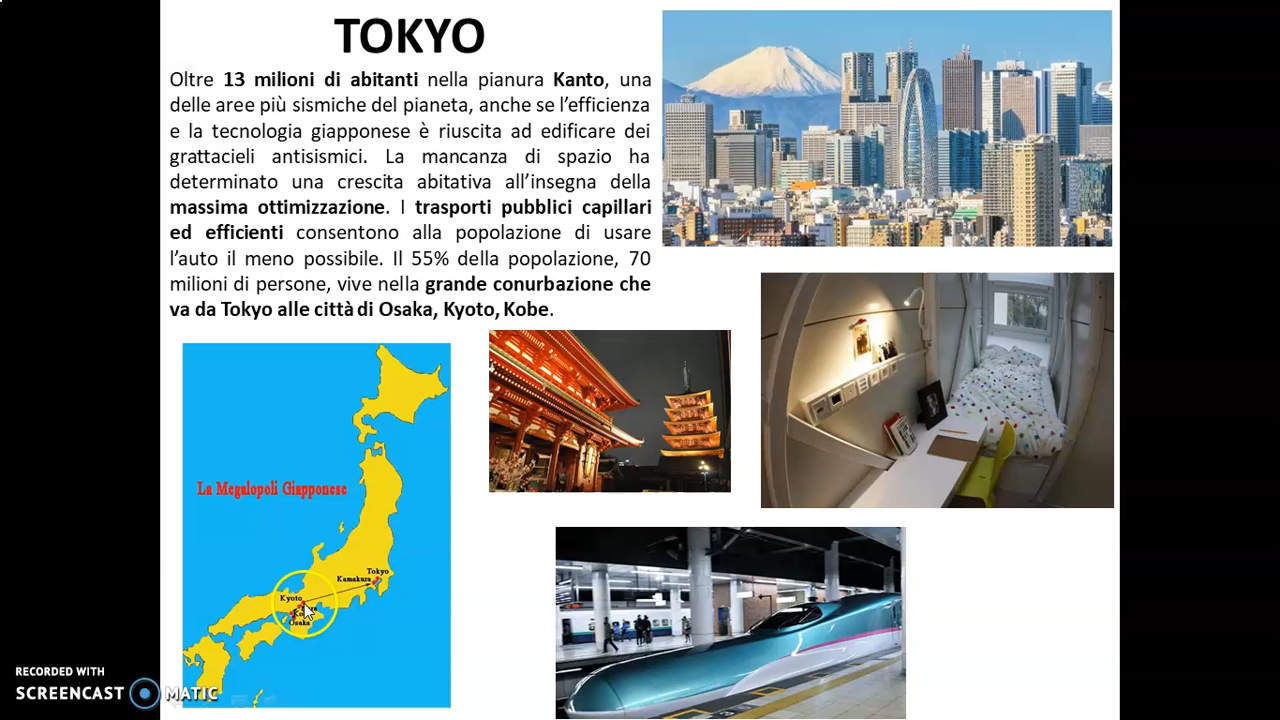 TOKYO
Oltre 13 milioni di abitanti nella pianura Kanto, una
delle aree più sismiche del pianeta, anche se l'efficienza
e la tecnologia giapponese è riuscita ad edificare dei
grattacieli antisismici. La mancanza di spazio ha
determinato una crescita abitativa all'insegna della
massima ottimizzazione. I trasporti pubblici capillari
ed efficienti consentono alla popolazione di usare
l'auto il meno possibile. Il 55% della popolazione, 70
milioni di persone, vive nella grande conurbazione che
va da Tokyo alle città di Osaka, Kyoto, Kobe.
La Megalopoli Giapponese
Tokyo
Kamakura
Kyoto
Osaka
RECORDED WITH
SCREENCAST MATIC